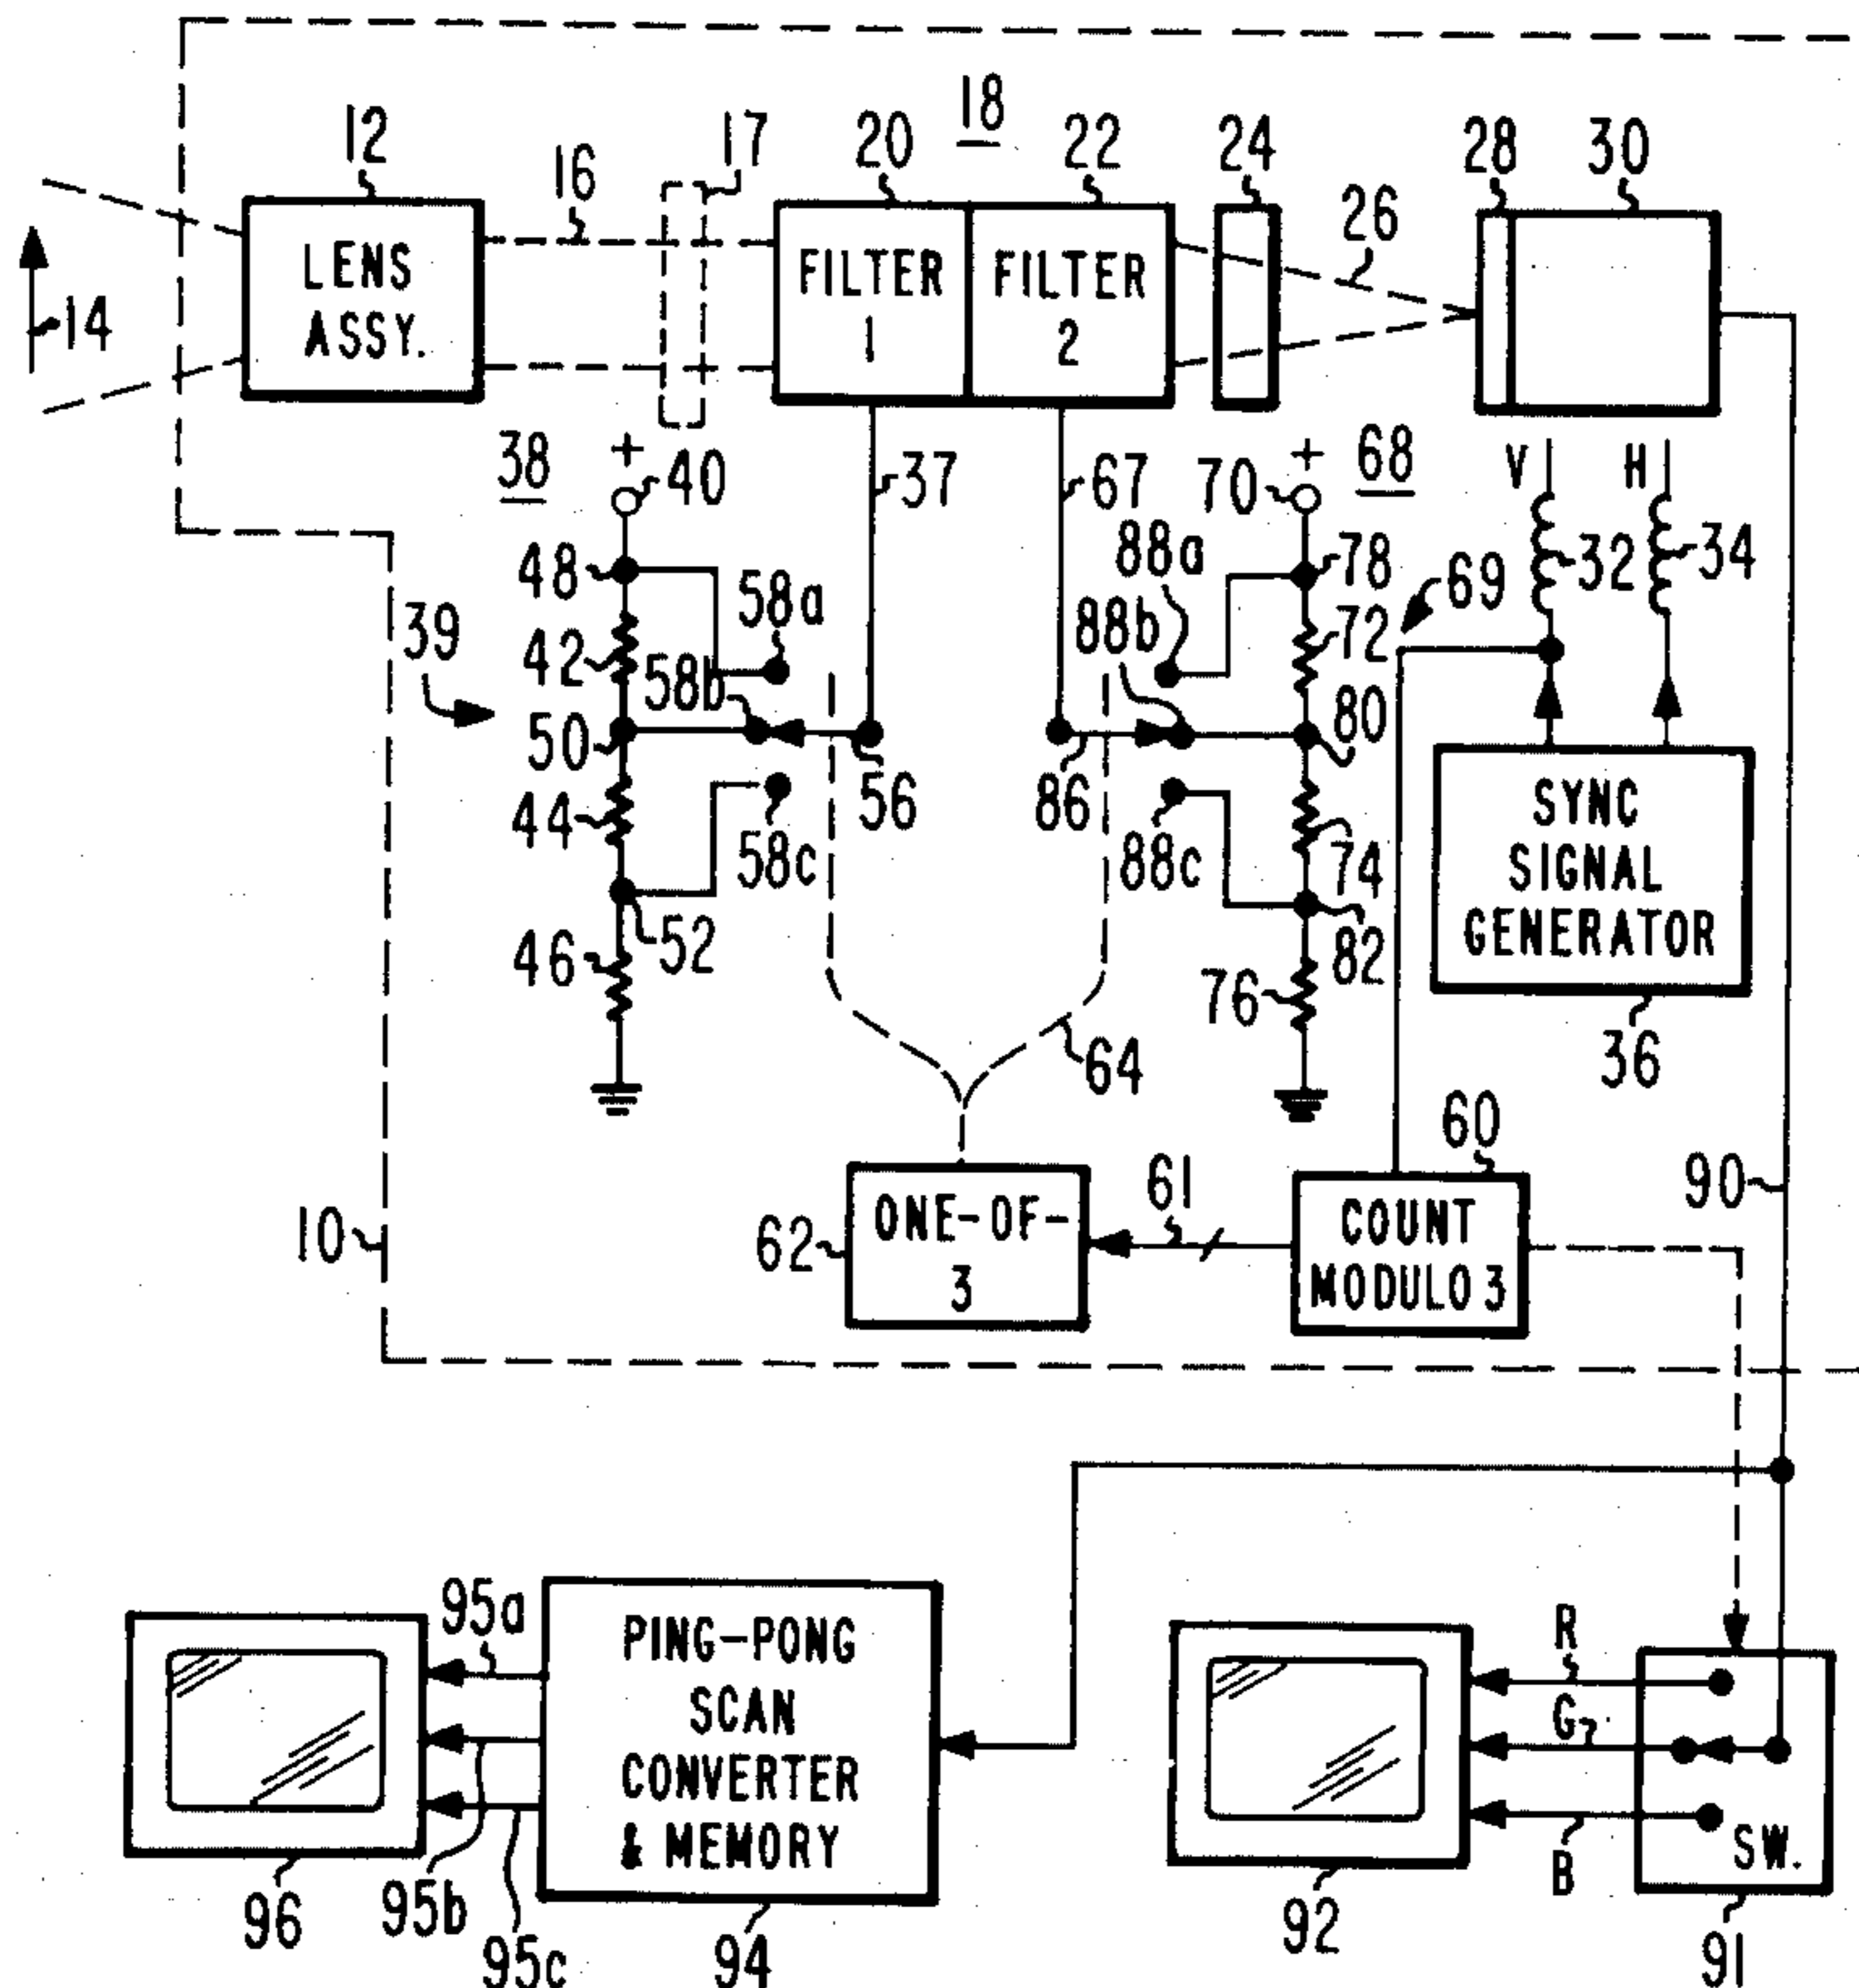 18
12
16
17
20
22
24
28
30
26
14
LENS
ASSY.
FILTER
1
FILTER
2
38
+
40
37
67
70
+
68
V
H
48
58a
88a
78
32
34
39
42
58b
88b
72
69
50
56
86
80
44
58c
88c
74
SYNC
SIGNAL
GENERATOR
46
52
76
82
64
36
60
61
90
10
62
ONE-OF-
3
COUNT
MODULO 3
95a
PING-PONG
SCAN
CONVERTER
& MEMORY
R
G
B
SW.
96
95b
95c
94
92
91